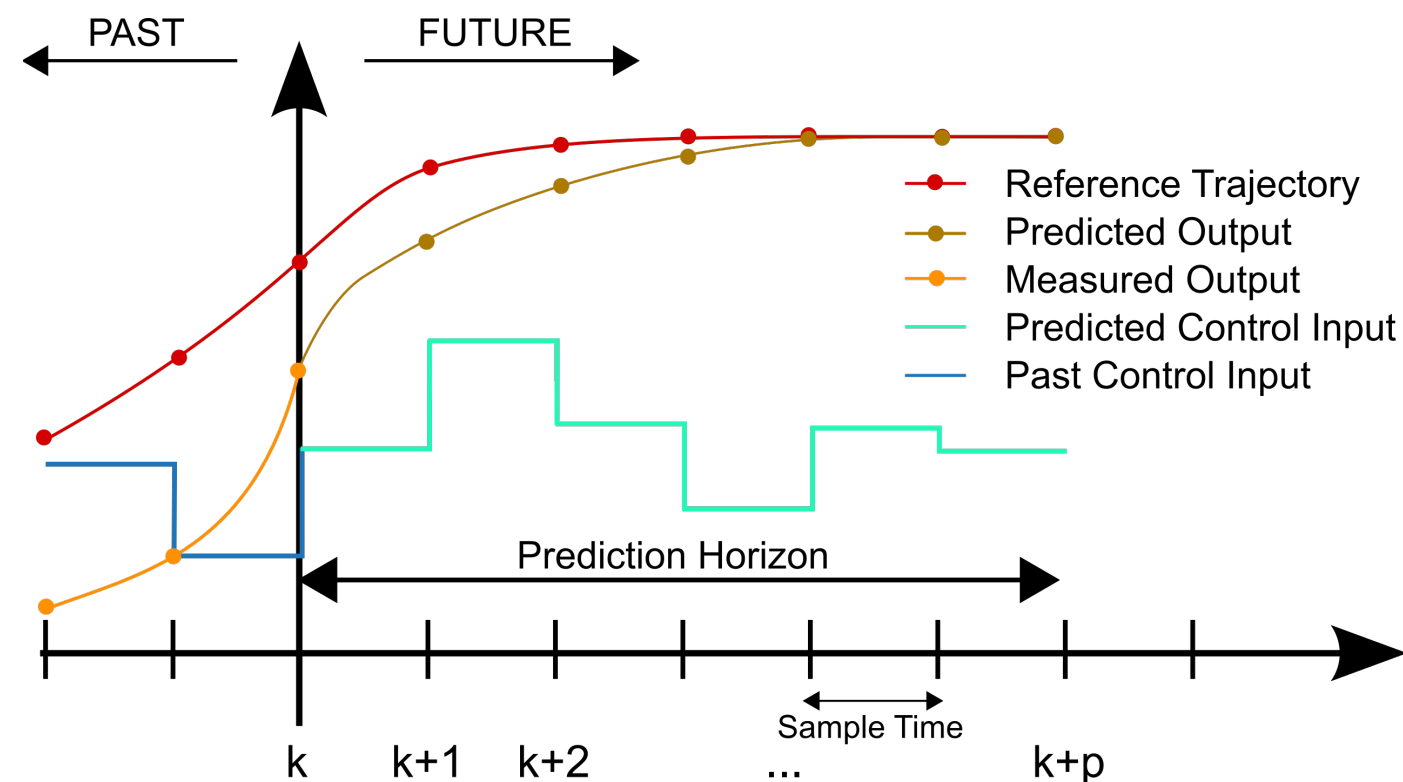 PAST
FUTURE
Reference Trajectory
Predicted Output
Measured Output
Predicted Control Input
Past Control Input
Prediction Horizon
Sample Time
k
k+1
k+2
...
k+p